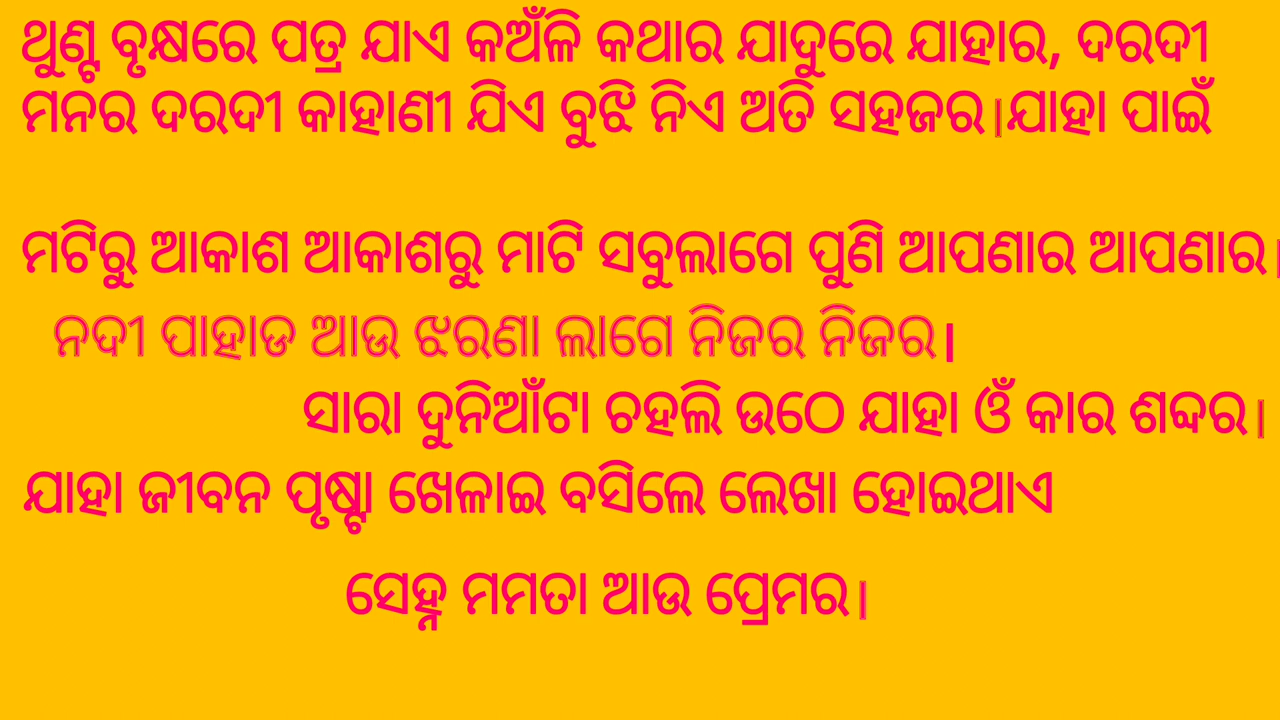 ଥୁଣ୍ଟ ବୃକ୍ଷରେ ପତ୍ର ଯାଏ କଅଁଳି କଥାର ଯାଦୁରେ ଯାହାର, ଦରଦୀ
ମନର ଦରଦୀ କାହାଣୀ ଯିଏ ବୁଝି ନିଏ ଅତି ସହଜର|ଯାହା ପାଇଁ
ମଟିରୁ ଆକାଶ ଆକାଶରୁ ମାଟି ସବୁଲାଗେ ପୁଣି ଆପଣାର ଆପଣାର|
ନଦୀ ପାହାଡ ଆଉ ଝରଣା ଲାଗେ ନିଜର ନିଜର|
ସାରା ଦୁନିଆଁଟା ଚହଲି ଉଠେ ଯାହା ଓଁ କାର ଶବ୍ଦର|
ଯାହା ଜୀବନ ପୃଷ୍ଟା ଖେଳାଇ ବସିଲେ ଲେଖା ହୋଇଥାଏ
ସେହ୍ନ ମମତା ଆଉ ପ୍ରେମର|